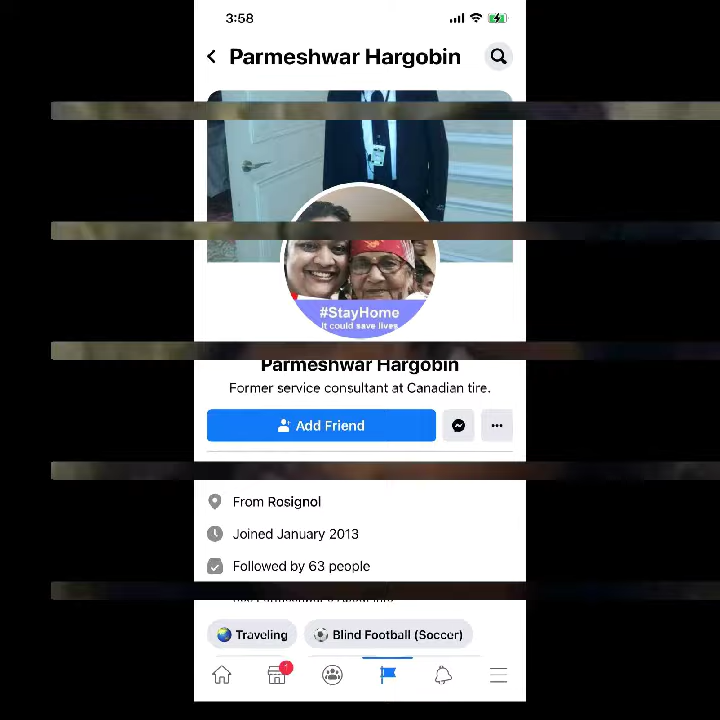 3:58
Parmeshwar Hargobin
#StayHome
It could save lives
Parmeshwar Hargobin
Former service consultant at Canadian tire.
Add Friend
From Rosignol
Joined January 2013
Followed by 63 people
Traveling
Blind Football (Soccer)
1